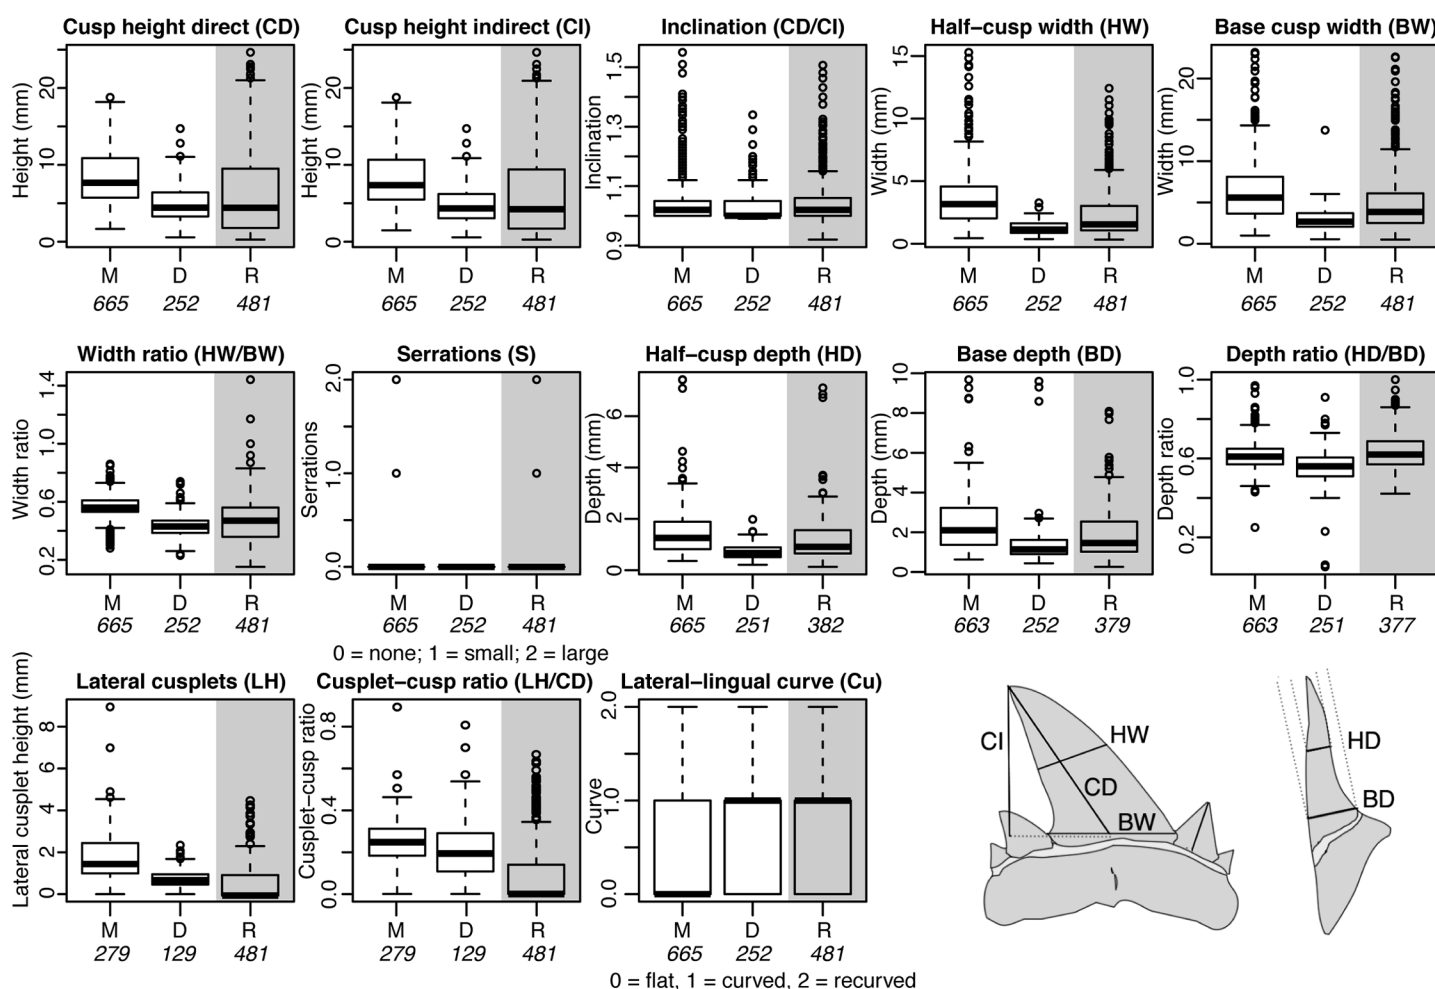 Cusp height direct (CD)
Height (mm)
0 10 20
M D R
665 252 481
Cusp height indirect (CI)
Height (mm)
0 10 20
M D R
665 252 481
Inclination (CD/CI)
Inclination
0.9 1.1 1.3 1.5
M D R
665 252 481
Half-cusp width (HW)
Width (mm)
0 5 10 15
M D R
665 252 481
Base cusp width (BW)
Width (mm)
0 10 20
M D R
665 252 481
Width ratio (HW/BW)
Width ratio
0.2 0.6 1.0 1.4
M D R
665 252 481
Serrations (S)
Serrations
0.0 1.0 2.0
M D R
665 252 481
0 = none; 1 = small; 2 = large
Half-cusp depth (HD)
Depth (mm)
0 2 6
M D R
665 251 382
Base depth (BD)
Depth (mm)
0 2 4 6 8 10
M D R
663 252 379
Depth ratio (HD/BD)
Depth ratio
0.2 0.6 1.0
M D R
663 251 377
Lateral cusplets (LH)
Lateral cusplet height (mm)
0 2 4 6 8
M D R
279 129 481
Cusplet-cusp ratio (LH/CD)
Cusplet-cusp ratio
0.0 0.4 0.8
M D R
279 129 481
Lateral-lingual curve (Cu)
Curve
0.0 1.0 2.0
M D R
665 252 481
0 = flat, 1 = curved, 2 = recurved
CI
HW
CD
BW
HD
BD